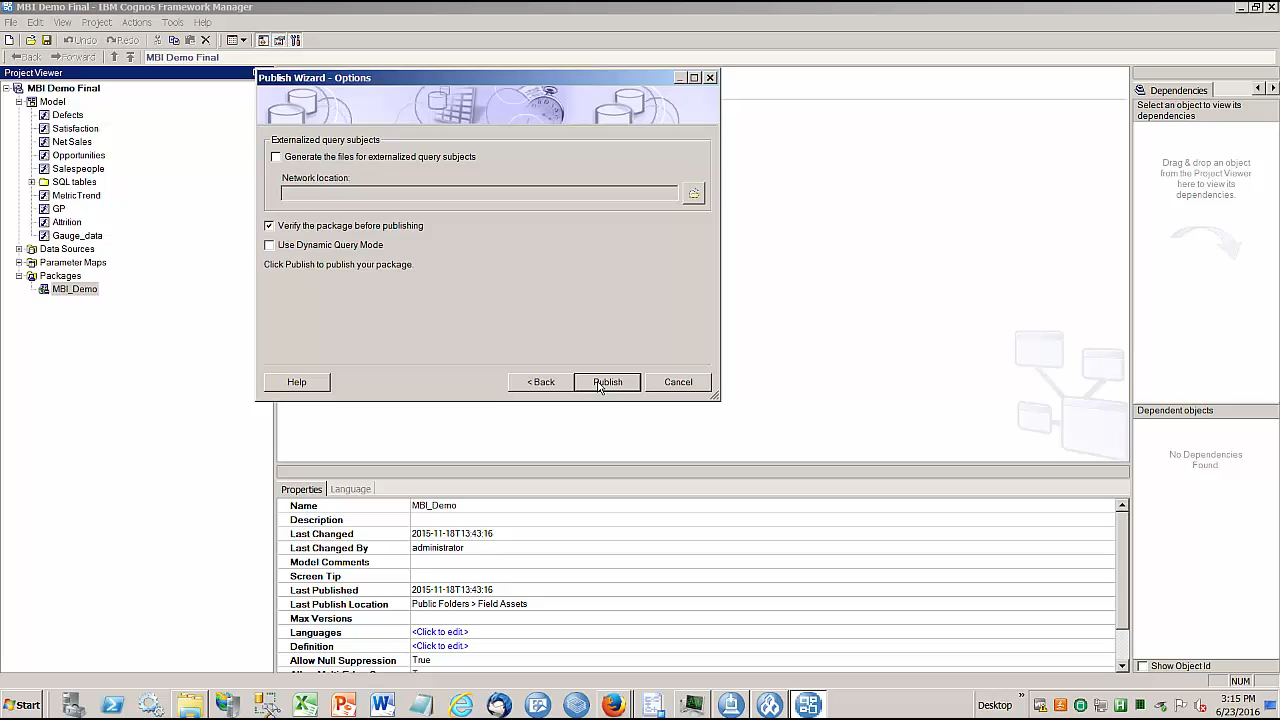 MBI Demo Final - IBM Cognos Framework Manager
File Edit View Project Actions Tools Help
Undo Redo
Back Forward MBI Demo Final
Project Viewer
MBI Demo Final
Model
Defects
Satisfaction
Net Sales
Opportunities
Salespeople
SQL tables
MetricTrend
GP
Attrition
Gauge_data
Data Sources
Parameter Maps
Packages
MBI_Demo
Publish Wizard - Options
Externalized query subjects
Generate the files for externalized query subjects
Network location:
Verify the package before publishing
Use Dynamic Query Mode
Click Publish to publish your package.
Help < Back Publish Cancel
Dependencies
Select an object to view its
dependencies
Drag & drop an object
from the Project Viewer
here to view its
dependencies.
Dependent objects
No Dependencies
Found
Properties Language
Name MBI_Demo
Description
Last Changed 2015-11-18T13:43:16
Last Changed By administrator
Model Comments
Screen Tip
Last Published 2015-11-18T13:43:16
Last Publish Location Public Folders > Field Assets
Max Versions
Languages <Click to edit.>
Definition <Click to edit.>
Allow Null Suppression True
Show Object Id
NUM
Start
Desktop
3:15 PM
6/23/2016